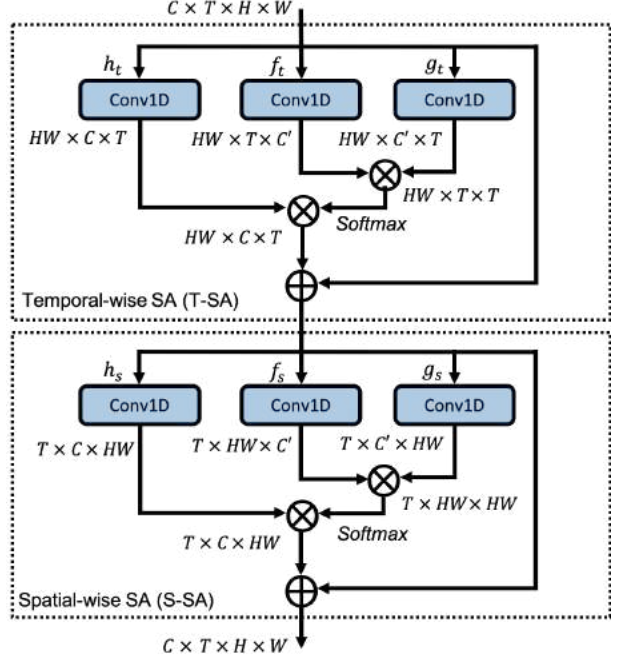 C × T × H × W
h_t f_t g_t
Conv1D Conv1D Conv1D
HW × C × T HW × T × C′ HW × C′ × T
HW × T × T
Softmax
HW × C × T
Temporal-wise SA (T-SA)
h_s f_s g_s
Conv1D Conv1D Conv1D
T × C × HW T × HW × C′ T × C′ × HW
T × HW × HW
Softmax
T × C × HW
Spatial-wise SA (S-SA)
C × T × H × W